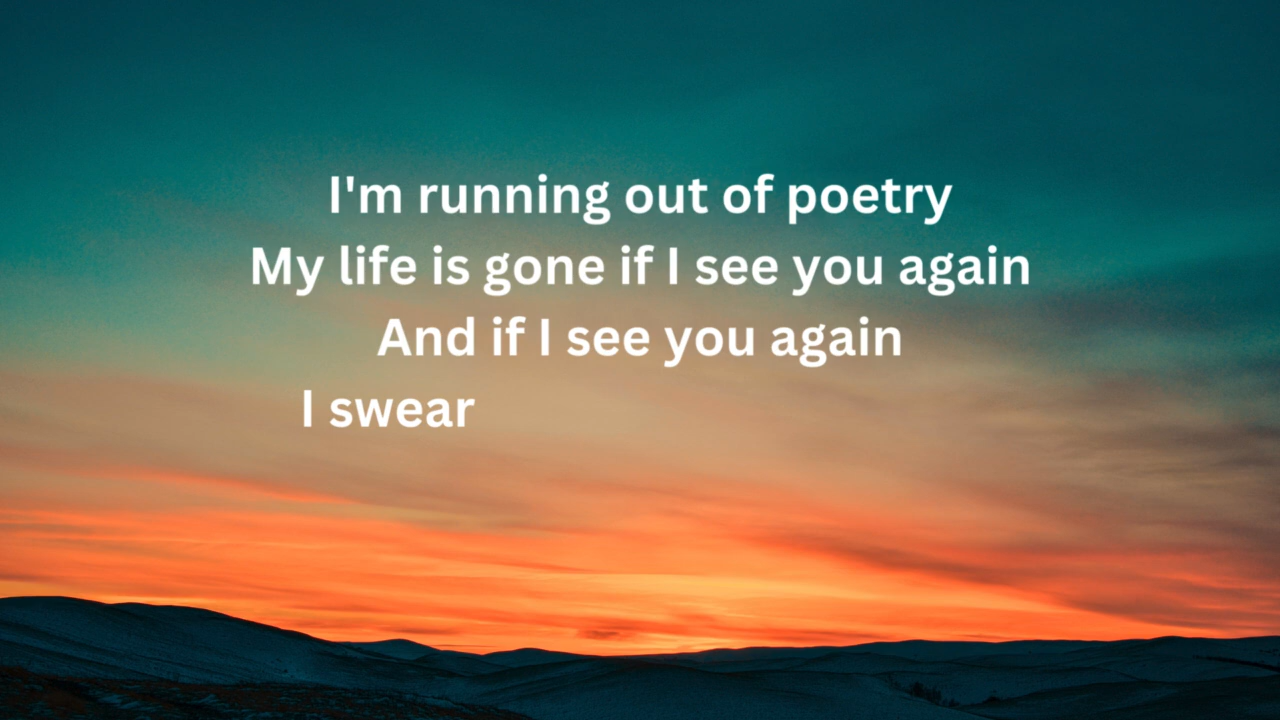 I'm running out of poetry
My life is gone if I see you again
And if I see you again
I swear